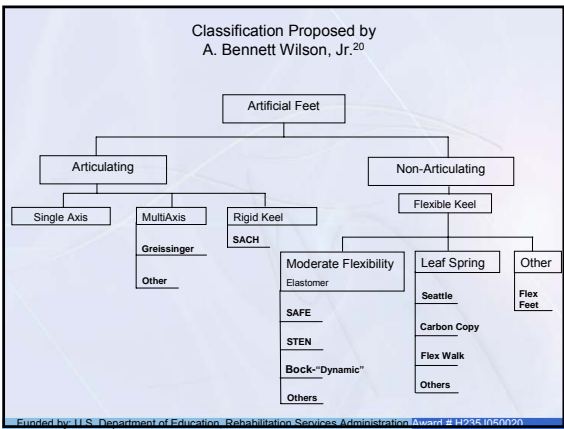 Classification Proposed by
A. Bennett Wilson, Jr.20
Artificial Feet
Articulating
Non-Articulating
Single Axis
MultiAxis
Rigid Keel
Flexible Keel
Greissinger
Other
SACH
Moderate Flexibility
Elastomer
Leaf Spring
Other
SAFE
STEN
Bock-“Dynamic”
Others
Seattle
Carbon Copy
Flex Walk
Others
Flex
Feet
Funded by: U.S. Department of Education, Rehabilitation Services Administration Award # H235J050020